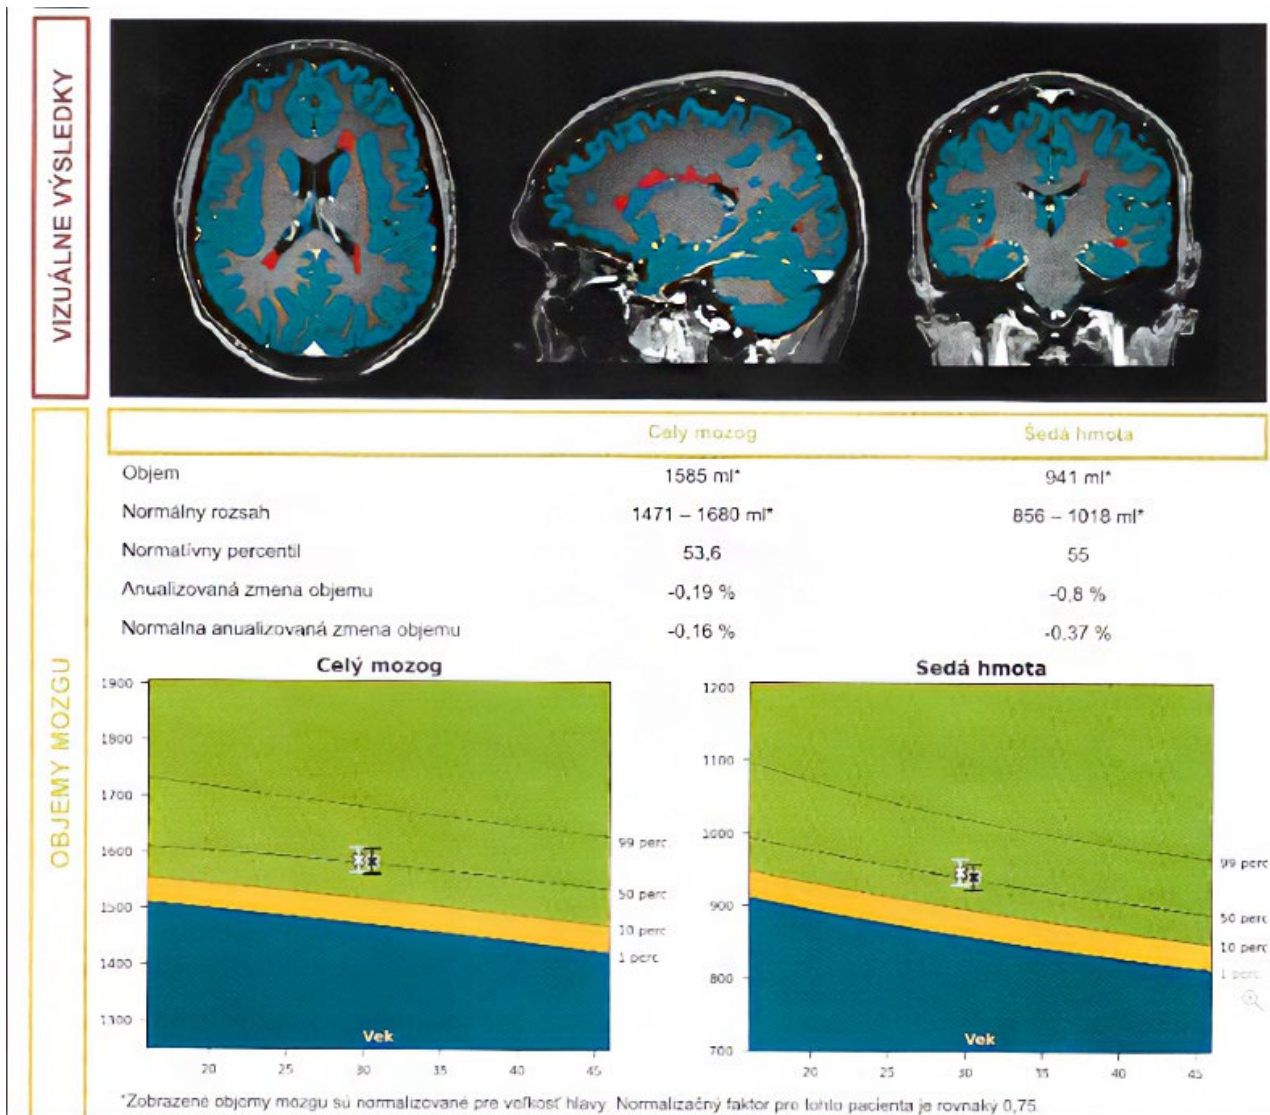 VIZUÁLNE VÝSLEDKY
OBJEMY MOZGU
Celý mozog Šedá hmota
Objem 1585 ml* 941 ml*
Normálny rozsah 1471 – 1680 ml* 856 – 1018 ml*
Normatívny percentil 53,6 55
Anualizovaná zmena objemu -0,19 % -0,8 %
Normálna anualizovaná zmena objemu -0,16 % -0,37 %
Celý mozog
1900
1800
1700
1600
1500
1400
1300
99 perc.
50 perc
10 perc
1 perc
Vek
20 25 30 35 40 45
Sedá hmota
1200
1100
1000
900
800
700
99 perc
50 perc
10 perc
1 perc
Vek
20 25 30 35 40 45
*Zobrazené objemy mozgu sú normalizované pre veľkosť hlavy. Normalizačný faktor pre tohto pacienta je rovnaký 0,75.